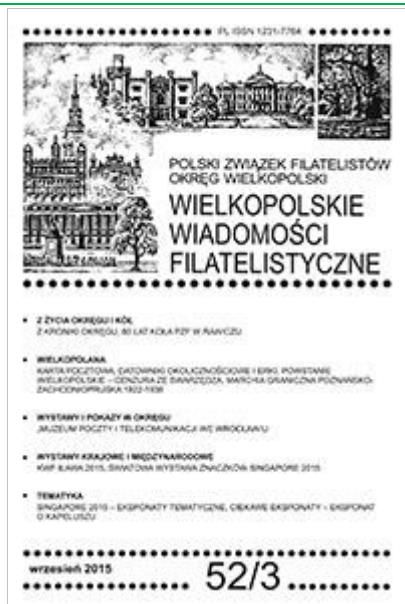 PL ISSN 1231-7764
POLSKI ZWIĄZEK FILATELISTÓW
OKRĘG WIELKOPOLSKI
WIELKOPOLSKIE
WIADOMOŚCI
FILATELISTYCZNE
Z ŻYCIA OKRĘGU I KÓŁ
Z KRONIKI OKRĘGU, 80 LAT KOŁA PZF W RAWICZU
WIELKOPOLANA
KARTA POCZTOWA, DATOWNIKI OKOLICZNOŚCIOWE I ERKI, POWSTANIE
WIELKOPOLSKIE – CENZURA ZE SWARZĘDZA, MARCHIA GRANICZNA POZNAŃSKO-
ZACHODNIOPRUSKA 1922-1938
WYSTAWY I POKAZY W OKRĘGU
„MUZEUM POCZTY I TELEKOMUNIKACJI WE WROCŁAWIU
WYSTAWY KRAJOWE I MIĘDZYNARODOWE
KWF IŁAWA 2015, ŚWIATOWA WYSTAWA ZNACZKÓW SINGAPORE 2015
TEMATYKA
SINGAPORE 2015 – EKSPONATY TEMATYCZNE, CIEKAWE EKSPONATY – EKSPONAT
O KAPELUSZU
wrzesień 2015
52/3